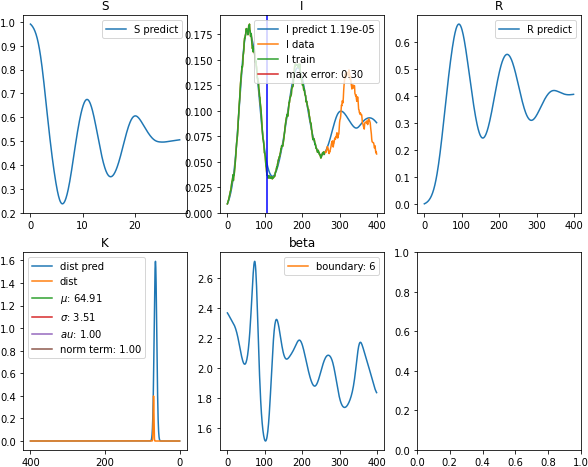 S
I
R
S predict
I predict 1.19e-05
I data
I train
max error: 0.30
R predict
1.0
0.9
0.8
0.7
0.6
0.5
0.4
0.3
0.2
0 10 20
0.175
0.150
0.125
0.100
0.075
0.050
0.025
0.000
0 100 200 300 400
0.6
0.5
0.4
0.3
0.2
0.1
0.0
0 100 200 300 400
K
beta
dist pred
dist
μ: 64.91
σ: 3.51
au: 1.00
norm term: 1.00
boundary: 6
1.6
1.4
1.2
1.0
0.8
0.6
0.4
0.2
0.0
400 200 0
2.6
2.4
2.2
2.0
1.8
1.6
0 100 200 300 400
1.0
0.8
0.6
0.4
0.2
0.0
0.0 0.2 0.4 0.6 0.8 1.0